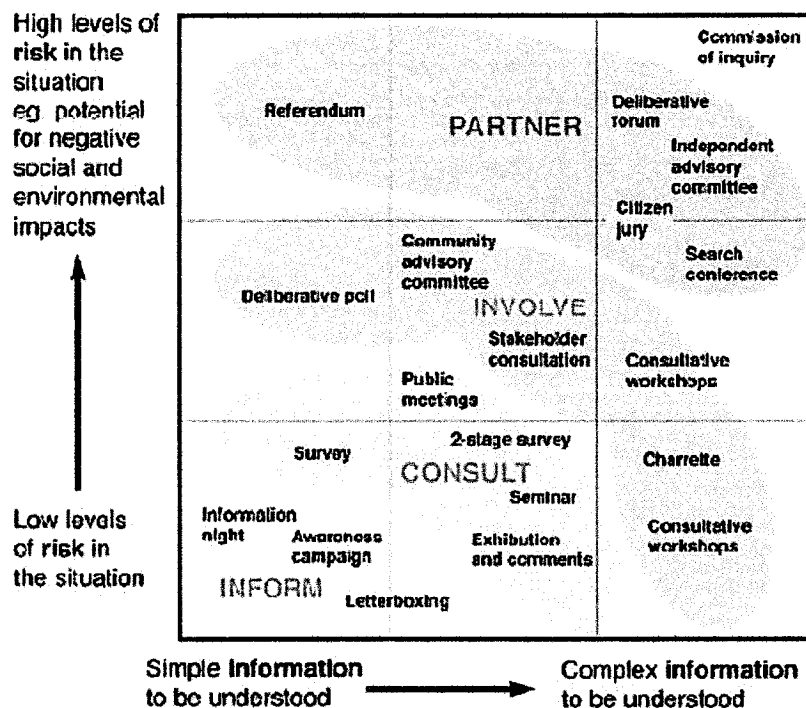 High levels of
risk in the
situation
eg. potential
for negative
social and
environmental
impacts
Low levels
of risk in
the situation
Commission
of inquiry
Referendum
PARTNER
Deliberative
forum
Independent
advisory
committee
Citizen
jury
Community
advisory
committee
Search
conference
Deliberative poll
INVOLVE
Stakeholder
consultation
Consultative
workshops
Public
meetings
2-stage survey
Survey
CONSULT
Charrette
Seminar
Information
night
Awareness
campaign
Exhibution
and comments
Consultative
workshops
INFORM
Letterboxing
Simple information
to be understood
Complex information
to be understood